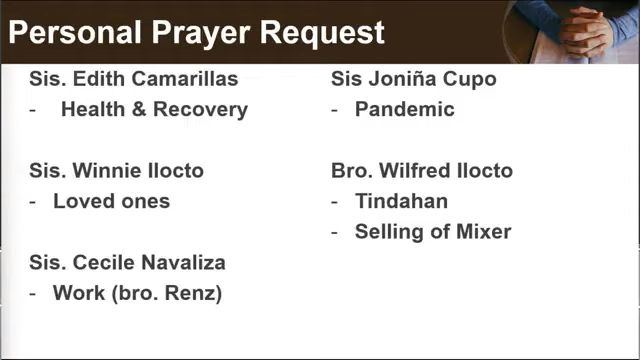 Personal Prayer Request
Sis. Edith Camarillas
- Health & Recovery
Sis. Winnie Ilocto
- Loved ones
Sis. Cecile Navaliza
- Work (bro. Renz)
Sis Joniña Cupo
- Pandemic
Bro. Wilfred Ilocto
- Tindahan
- Selling of Mixer